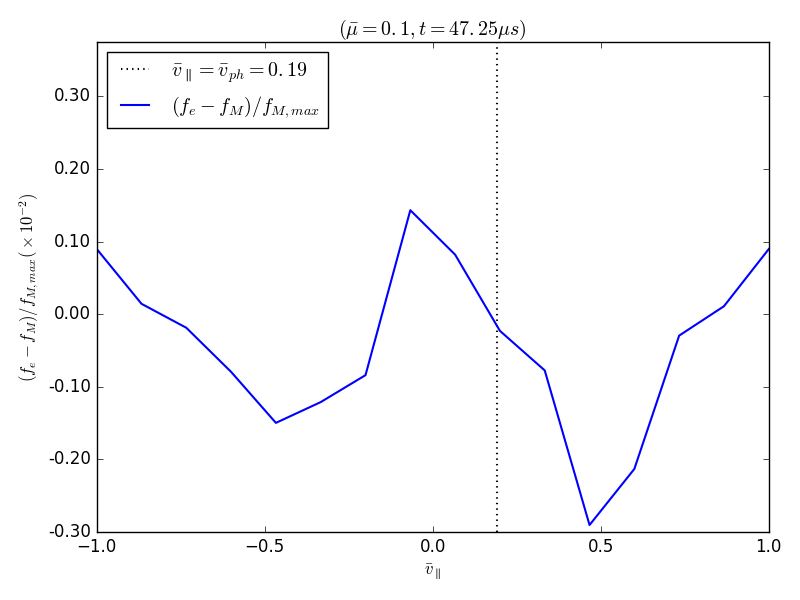 (μ̄ = 0.1, t = 47.25μs)
v̄∥ = v̄ph = 0.19
(fe − fM)/fM,max
(fe − fM)/fM,max(×10−2)
0.30
0.20
0.10
0.00
-0.10
-0.20
-0.30
−1.0 −0.5 0.0 0.5 1.0
v̄∥